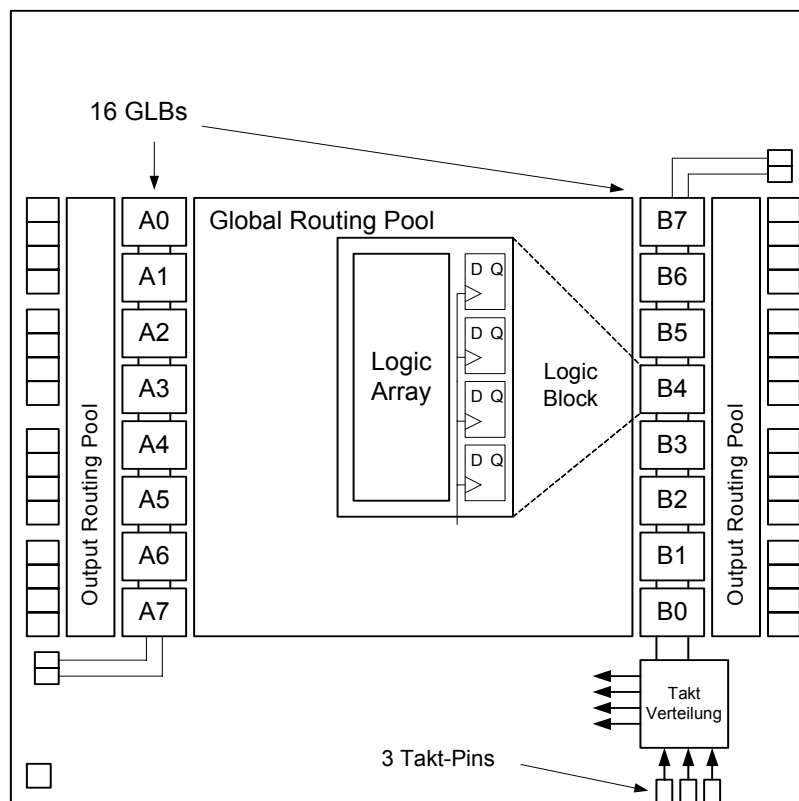 16 GLBs
A0
Global Routing Pool
B7
A1
D Q
B6
A2
D Q
B5
A3
Logic
Array
Logic
Block
B4
A4
D Q
B3
A5
D Q
B2
A6
B1
A7
B0
Output Routing Pool
Output Routing Pool
Takt
Verteilung
3 Takt-Pins